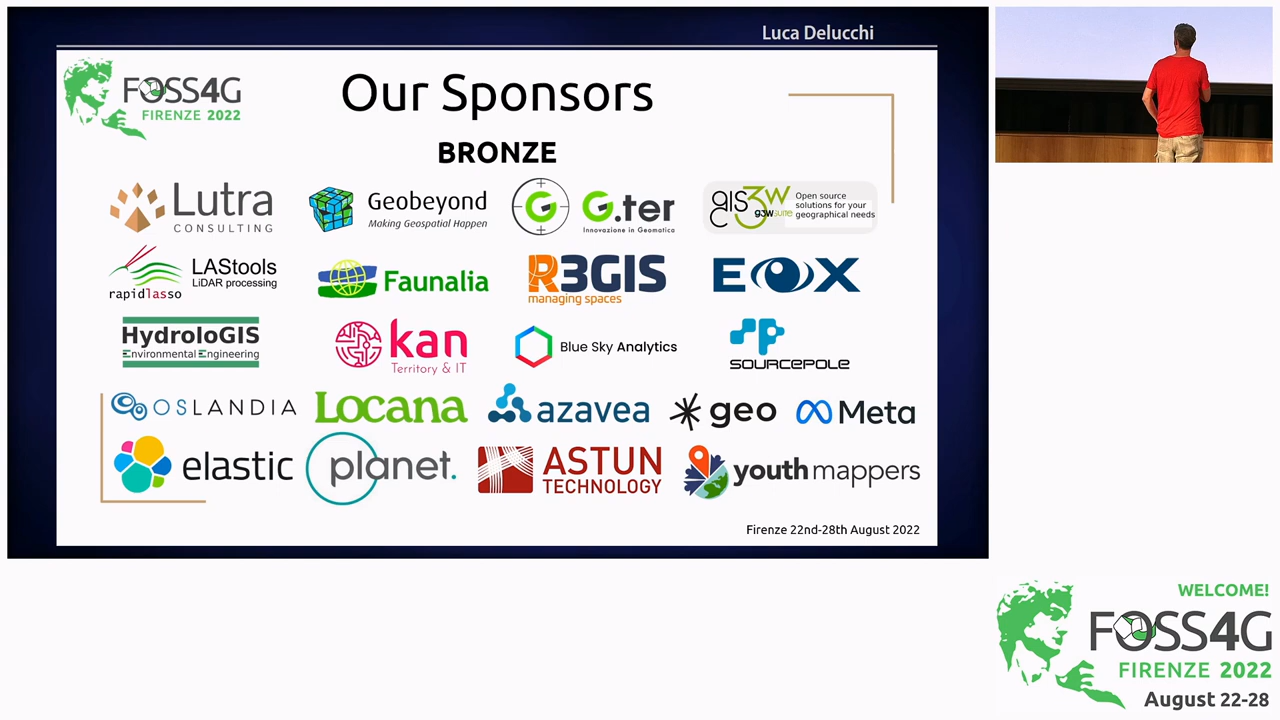 Luca Delucchi
FOSS4G
FIRENZE 2022
Our Sponsors
BRONZE
Lutra
CONSULTING
Geobeyond
Making Geospatial Happen
G
G.ter
Innovazione in Geomatica
gis3w
g3wsuite
Open source
solutions for your
geographical needs
rapidlasso
LAStools
LiDAR processing
Faunalia
R3GIS
managing spaces
EOX
HydroloGIS
Environmental Engineering
kan
Territory & IT
Blue Sky Analytics
SOURCEPOLE
OSLANDIA
Locana
azavea
geo
Meta
elastic
planet.
ASTUN
TECHNOLOGY
youthmappers
Firenze 22nd-28th August 2022
WELCOME!
FOSS4G
FIRENZE 2022
August 22-28